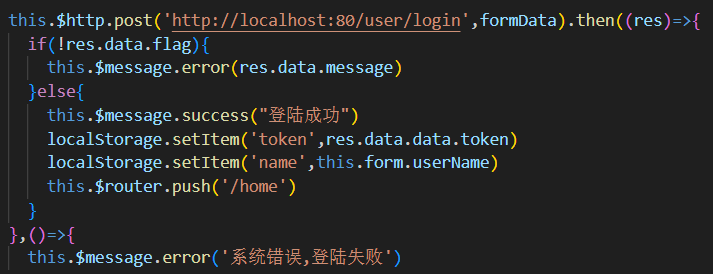 this.$http.post('http://localhost:80/user/login',formData).then((res)=>{
  if(!res.data.flag){
    this.$message.error(res.data.message)
  }else{
    this.$message.success("登陆成功")
    localStorage.setItem('token',res.data.data.token)
    localStorage.setItem('name',this.form.userName)
    this.$router.push('/home')
  }
},()=>{
  this.$message.error('系统错误,登陆失败')